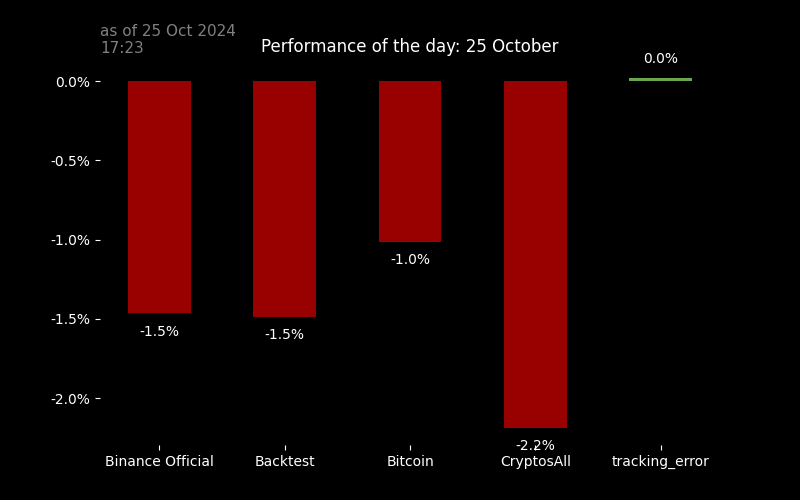 as of 25 Oct 2024
17:23
Performance of the day: 25 October
0.0%
0.0%
-0.5%
-1.0%
-1.0%
-1.5%
-1.5%
-1.5%
-2.0%
-2.2%
Binance Official
Backtest
Bitcoin
CryptosAll
tracking_error